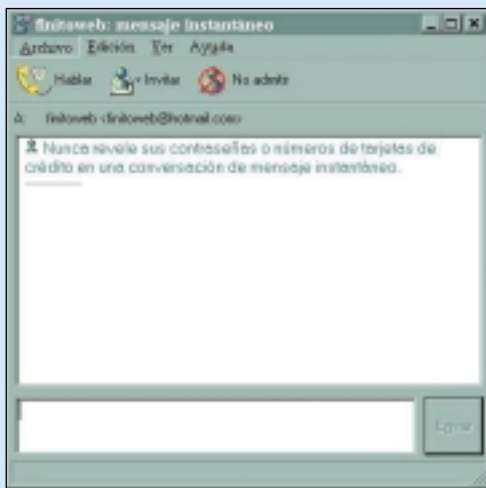 finitoweb: mensaje instantáneo
Archivo Edición Ver Ayuda
Hablar Invitar No admitir
A: finitoweb <finitoweb@hotmail.com>
Nunca revele sus contraseñas o números de tarjetas de
crédito en una conversación de mensaje instantáneo.
Enviar